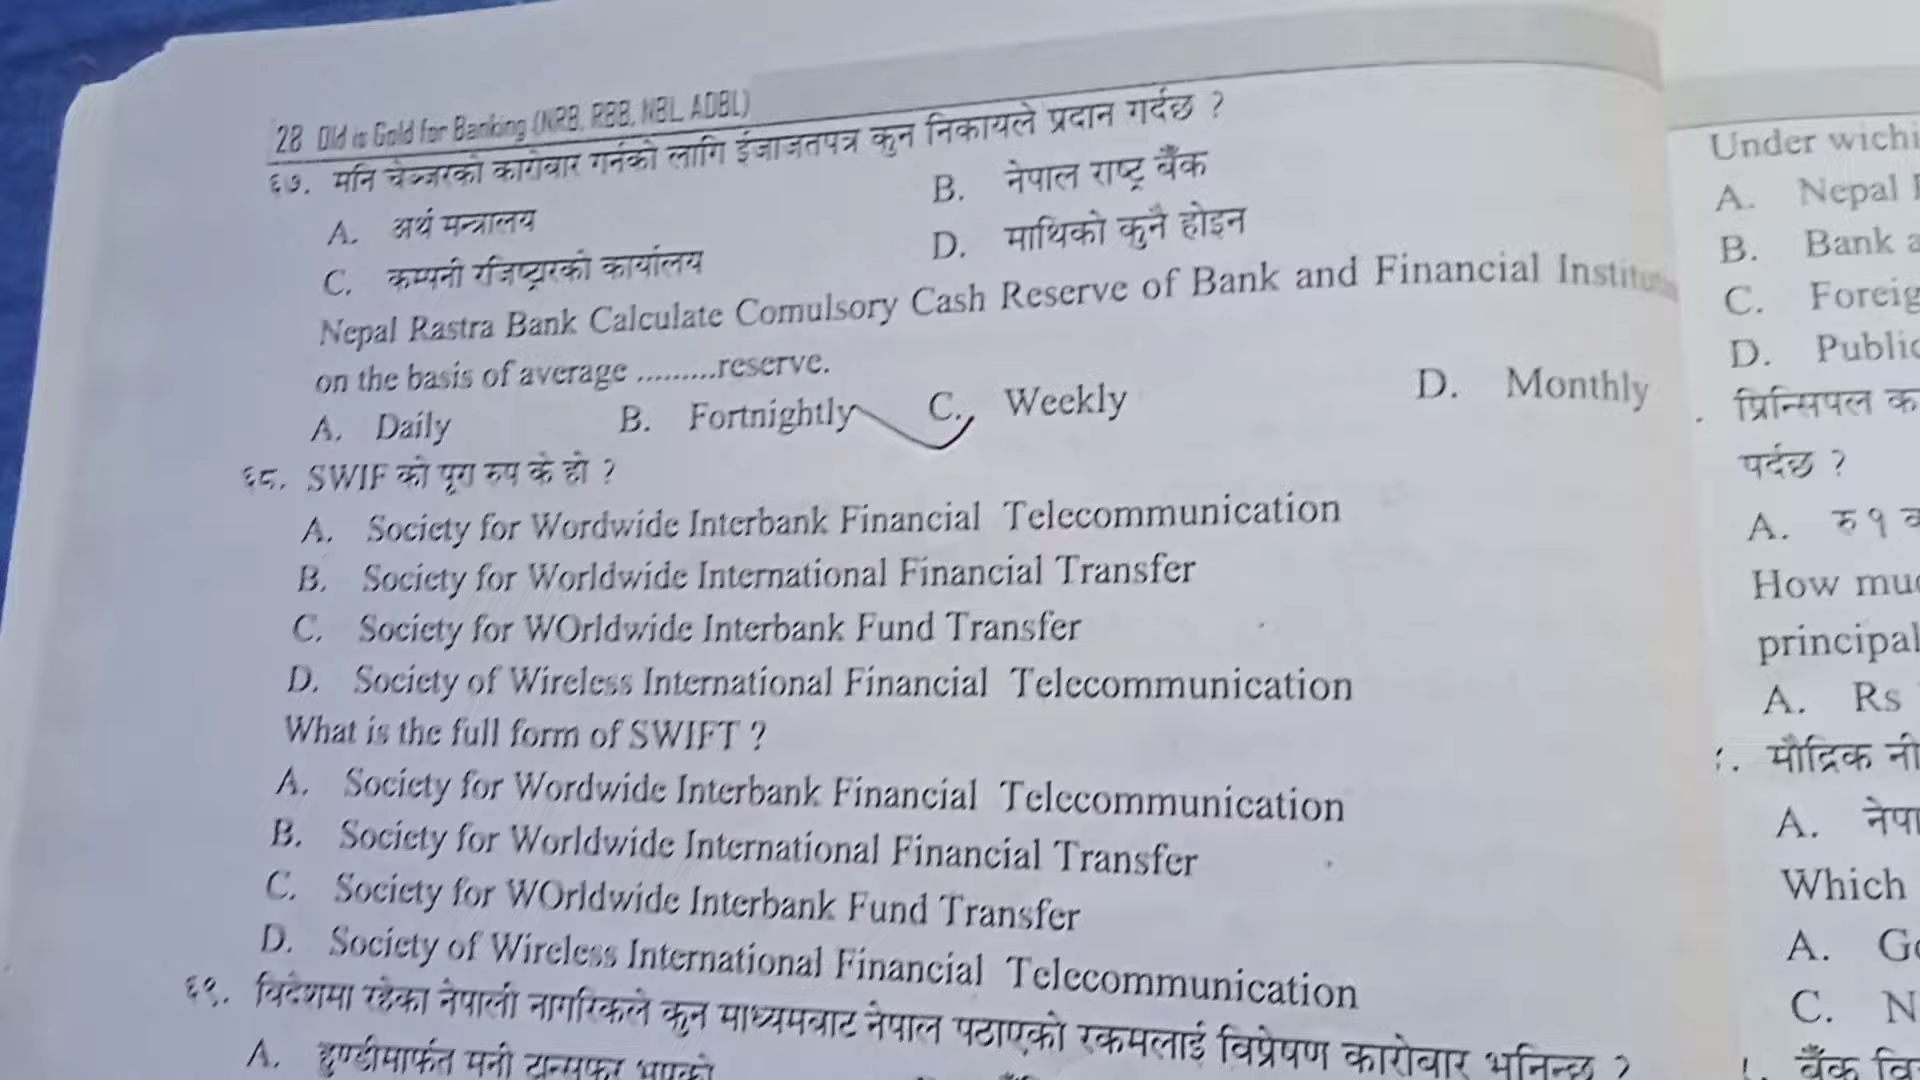 28 Old is Gold for Banking (NRB, RBB, NBL, ADBL)
६७. मनि चेञ्जरको कारोवार गर्नको लागि ईजाजतपत्र कुन निकायले प्रदान गर्दछ ?
A. अर्थ मन्त्रालय B. नेपाल राष्ट्र बैंक
C. कम्पनी रजिष्ट्रारको कार्यालय D. माथिको कुनै होइन
Nepal Rastra Bank Calculate Comulsory Cash Reserve of Bank and Financial
on the basis of average .........reserve.
A. Daily B. Fortnightly C. Weekly D. Monthly
६८. SWIF को पूरा रुप के हो ?
A. Society for Wordwide Interbank Financial Telecommunication
B. Society for Worldwide International Financial Transfer
C. Society for WOrldwide Interbank Fund Transfer
D. Society of Wireless International Financial Telecommunication
What is the full form of SWIFT ?
A. Society for Wordwide Interbank Financial Telecommunication
B. Society for Worldwide International Financial Transfer
C. Society for WOrldwide Interbank Fund Transfer
D. Society of Wireless International Financial Telecommunication
६९. विदेशमा रहेका नेपाली नागरिकले कुन माध्यमबाट नेपाल पठाएको रकमलाई विप्रेषण कारोबार भनिन्छ ?
A. हुण्डीमार्फत मनी
Under
A. Nepal
B. Bank
C.
D.
प्रिन्सिपल
पर्दछ ?
A. रु १
How
principal
A. Rs
मौद्रिक
A.
Which
A.
C.
बैंक